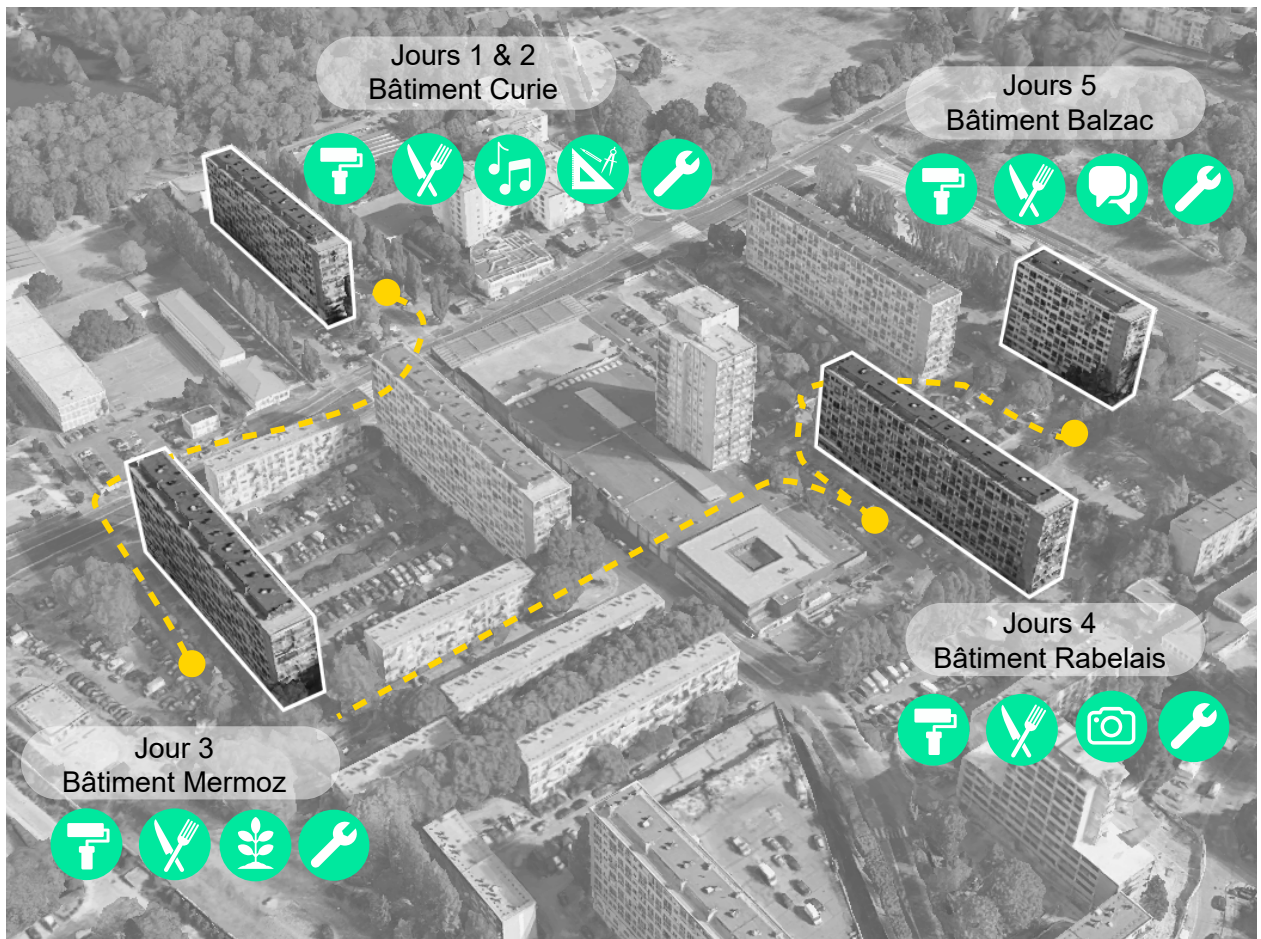 Jours 1 & 2
Bâtiment Curie
Jours 5
Bâtiment Balzac
Jours 4
Bâtiment Rabelais
Jour 3
Bâtiment Mermoz